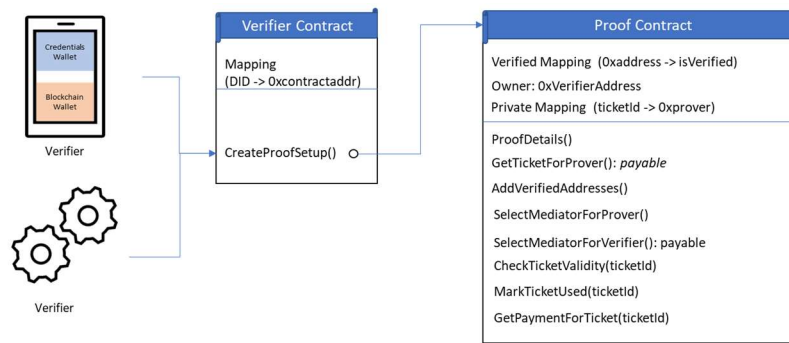 Credentials
Wallet
Blockchain
Wallet
Verifier
Verifier
Verifier Contract
Mapping
(DID -> 0xcontractaddr)
CreateProofSetup()
Proof Contract
Verified Mapping (0xaddress -> isVerified)
Owner: 0xVerifierAddress
Private Mapping (ticketId -> 0xprover)
ProofDetails()
GetTicketForProver(): payable
AddVerifiedAddresses()
SelectMediatorForProver()
SelectMediatorForVerifier(): payable
CheckTicketValidity(ticketId)
MarkTicketUsed(ticketId)
GetPaymentForTicket(ticketId)